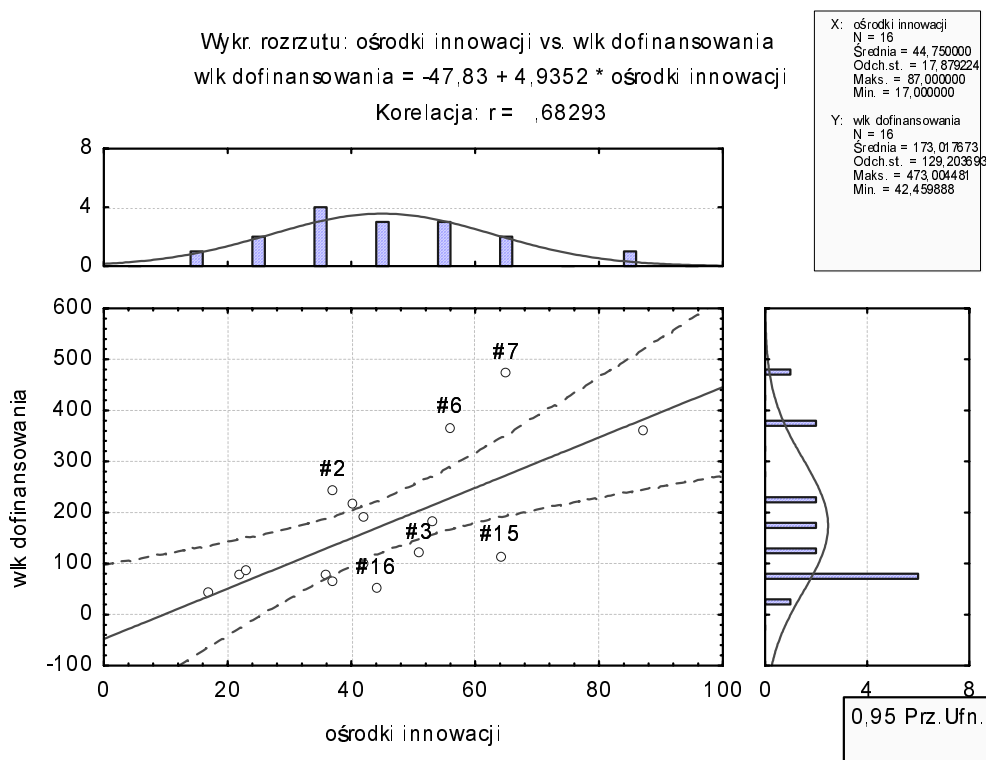 Wykr. rozrzutu: ośrodki innowacji vs. wlk dofinansowania
wlk dofinansowania = -47,83 + 4,9352 * ośrodki innowacji
Korelacja: r = ,68293
X: ośrodki innowacji
N = 16
Średnia = 44,750000
Odch.st. = 17,879224
Maks. = 87,000000
Min. = 17,000000
Y: wlk dofinansowania
N = 16
Średnia = 173,017673
Odch.st. = 129,203693
Maks. = 473,004481
Min. = 42,459888
8
4
0
600
500
400
300
200
100
0
-100
wlk dofinansowania
#7
#6
#2
#3
#15
#16
0 20 40 60 80 100
ośrodki innowacji
0 4 8
0,95 Prz.Ufn.